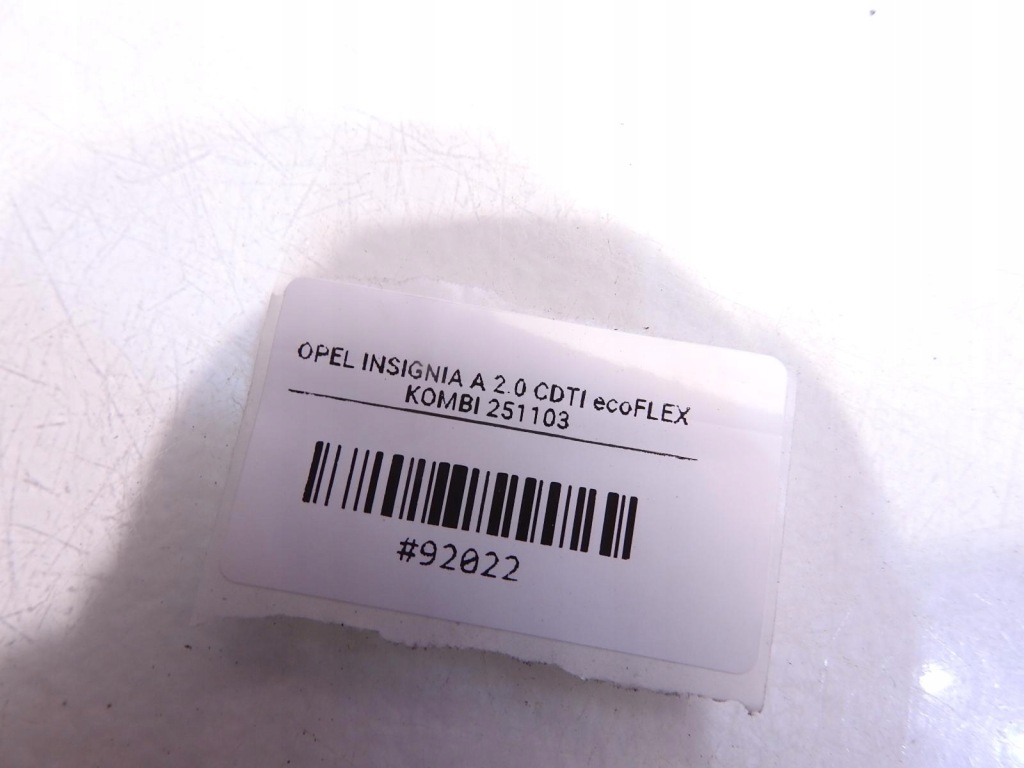 OPEL INSIGNIA A 2.0 CDTI ecoFLEX
KOMBI 251103
#92022